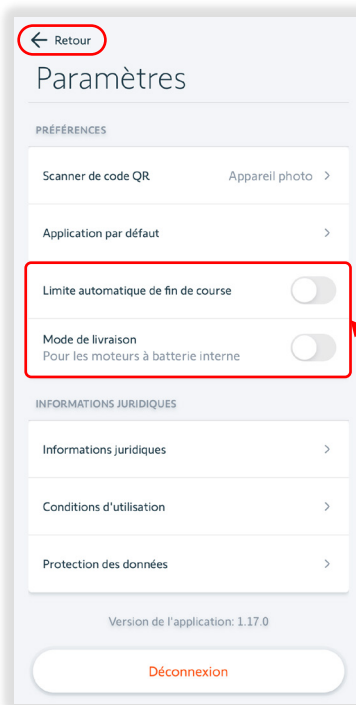 Retour
Paramètres
PRÉFÉRENCES
Scanner de code QR Appareil photo
Application par défaut
Limite automatique de fin de course
Mode de livraison
Pour les moteurs à batterie interne
INFORMATIONS JURIDIQUES
Informations juridiques
Conditions d'utilisation
Protection des données
Version de l'application: 1.17.0
Déconnexion